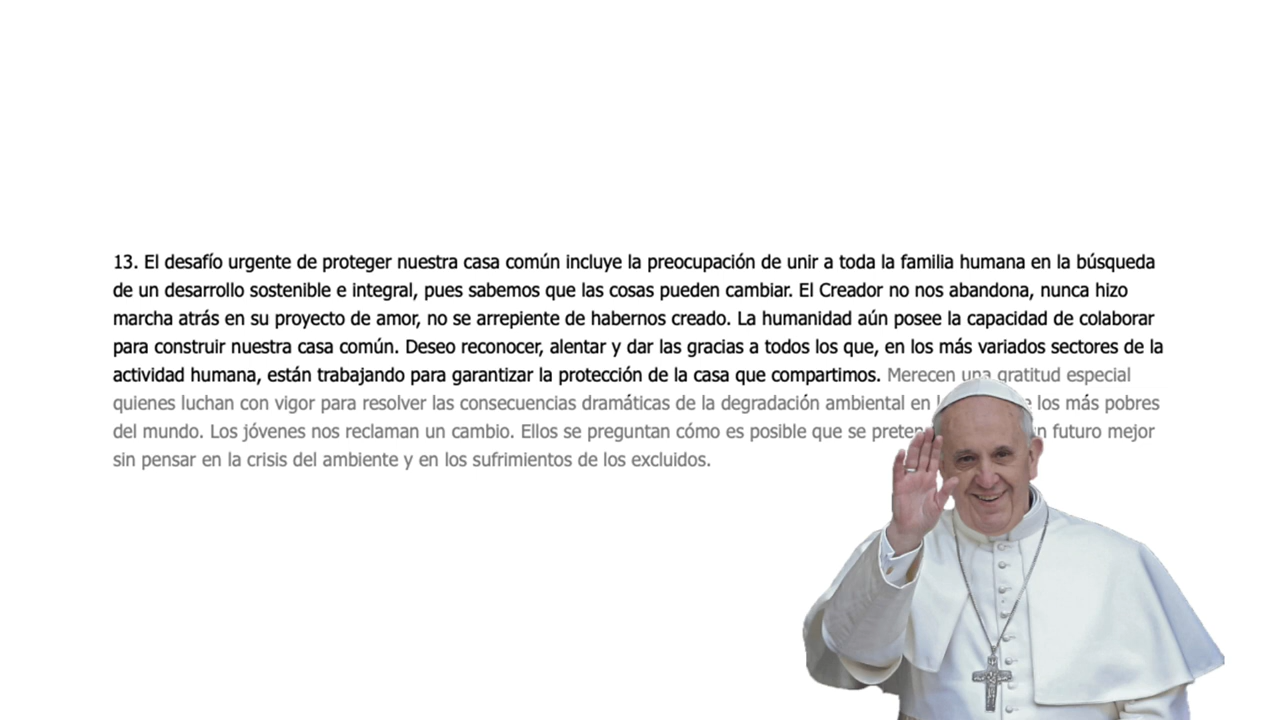 13. El desafío urgente de proteger nuestra casa común incluye la preocupación de unir a toda la familia humana en la búsqueda
de un desarrollo sostenible e integral, pues sabemos que las cosas pueden cambiar. El Creador no nos abandona, nunca hizo
marcha atrás en su proyecto de amor, no se arrepiente de habernos creado. La humanidad aún posee la capacidad de colaborar
para construir nuestra casa común. Deseo reconocer, alentar y dar las gracias a todos los que, en los más variados sectores de la
actividad humana, están trabajando para garantizar la protección de la casa que compartimos. Merecen una gratitud especial
quienes luchan con vigor para resolver las consecuencias dramáticas de la degradación ambiental en los más pobres
del mundo. Los jóvenes nos reclaman un cambio. Ellos se preguntan cómo es posible que se futuro mejor
sin pensar en la crisis del ambiente y en los sufrimientos de los excluidos.